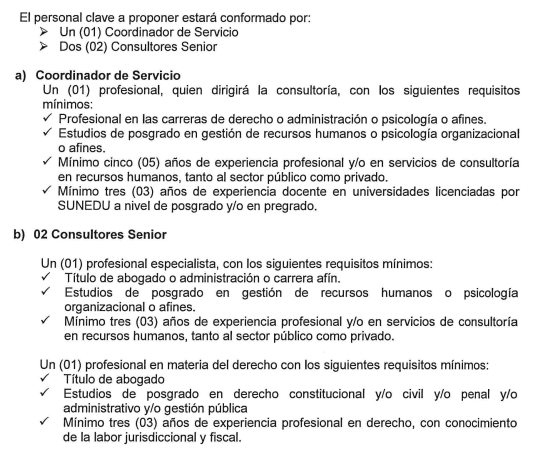 El personal clave a proponer estará conformado por:
➢ Un (01) Coordinador de Servicio
➢ Dos (02) Consultores Senior
a) Coordinador de Servicio
Un (01) profesional, quien dirigirá la consultoría, con los siguientes requisitos
mínimos:
✓ Profesional en las carreras de derecho o administración o psicología o afines.
✓ Estudios de posgrado en gestión de recursos humanos o psicología organizacional
o afines.
✓ Mínimo cinco (05) años de experiencia profesional y/o en servicios de consultoría
en recursos humanos, tanto al sector público como privado.
✓ Mínimo tres (03) años de experiencia docente en universidades licenciadas por
SUNEDU a nivel de posgrado y/o en pregrado.
b) 02 Consultores Senior
Un (01) profesional especialista, con los siguientes requisitos mínimos:
✓ Título de abogado o administración o carrera afín.
✓ Estudios de posgrado en gestión de recursos humanos o psicología
organizacional o afines.
✓ Mínimo tres (03) años de experiencia profesional y/o en servicios de consultoría
en recursos humanos, tanto al sector público como privado.
Un (01) profesional en materia del derecho con los siguientes requisitos mínimos:
✓ Título de abogado
✓ Estudios de posgrado en derecho constitucional y/o civil y/o penal y/o
administrativo y/o gestión pública
✓ Mínimo tres (03) años de experiencia profesional en derecho, con conocimiento
de la labor jurisdiccional y fiscal.